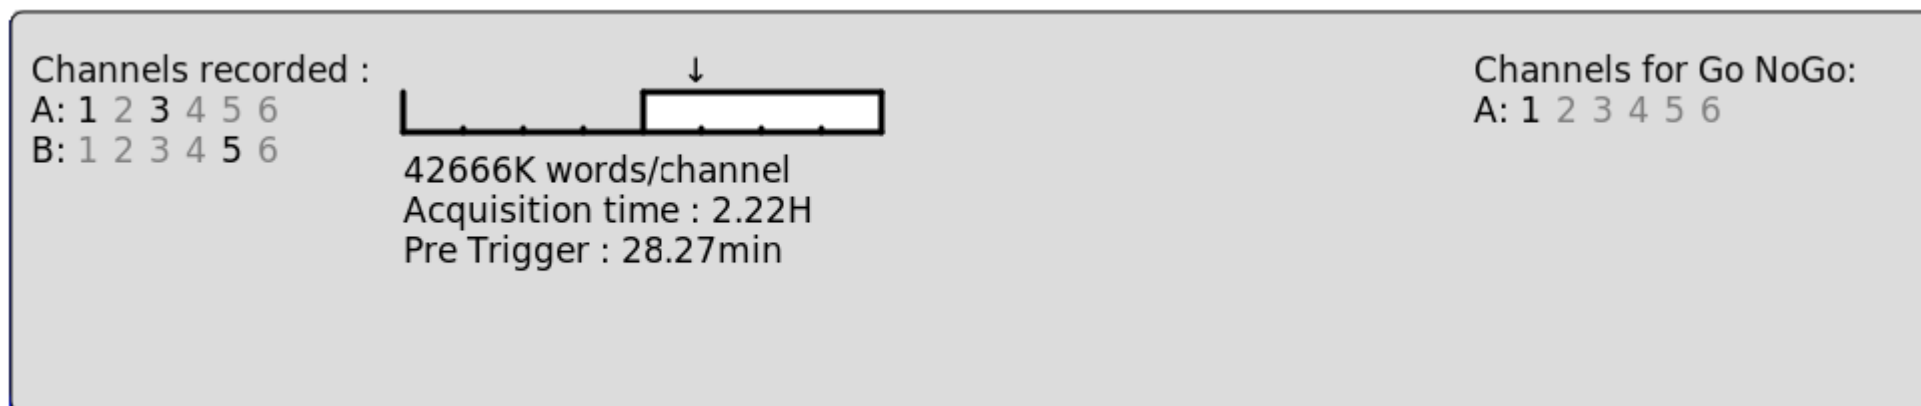 Channels recorded :
A: 1 2 3 4 5 6
B: 1 2 3 4 5 6
↓
42666K words/channel
Acquisition time : 2.22H
Pre Trigger : 28.27min
Channels for Go NoGo:
A: 1 2 3 4 5 6